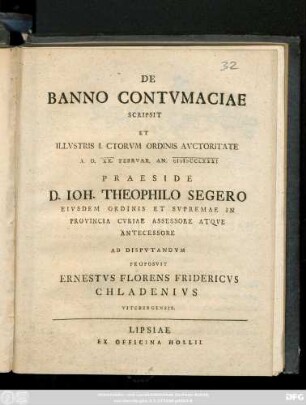 32
DE
BANNO CONTVMACIAE
SCRIPSIT
ET
ILLVSTRIS I. CTORVM ORDINIS AVCTORITATE
A. D. FEBRVAR. AN.
PRAESIDE
D. IOH. THEOPHILO SEGERO
EIVSDEM ORDINIS ET SVPREMAE IN
PROVINCIA CVRIAE ASSESSORE ATQVE
ANTECESSORE
AD DISPVTANDVM
PROPOSVIT
ERNESTVS FLORENS FRIDERICVS
CHLADENIVS
VITEBERGENSIS.
LIPSIAE
EX OFFICINA HOLLII